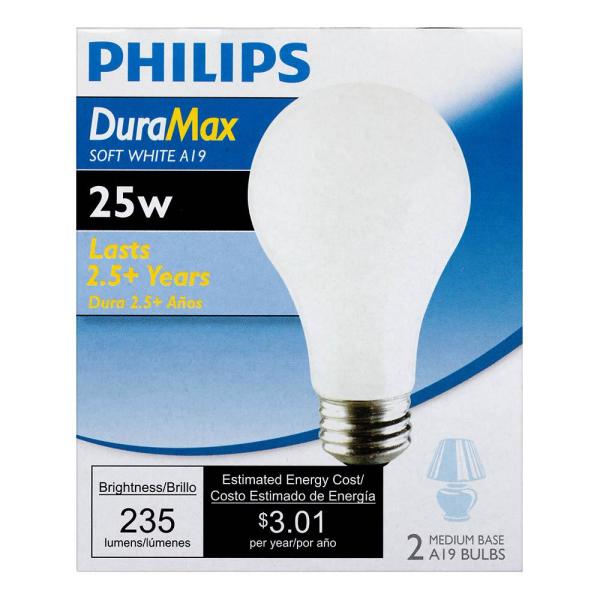 PHILIPS
DuraMax
SOFT WHITE A19
25w
Lasts
2.5+ Years
Dura 2.5+ Años
Brightness/Brillo
235
lumens/lúmenes
Estimated Energy Cost/
Costo Estimado de Energía
$3.01
per year/por año
2 MEDIUM BASE
A19 BULBS